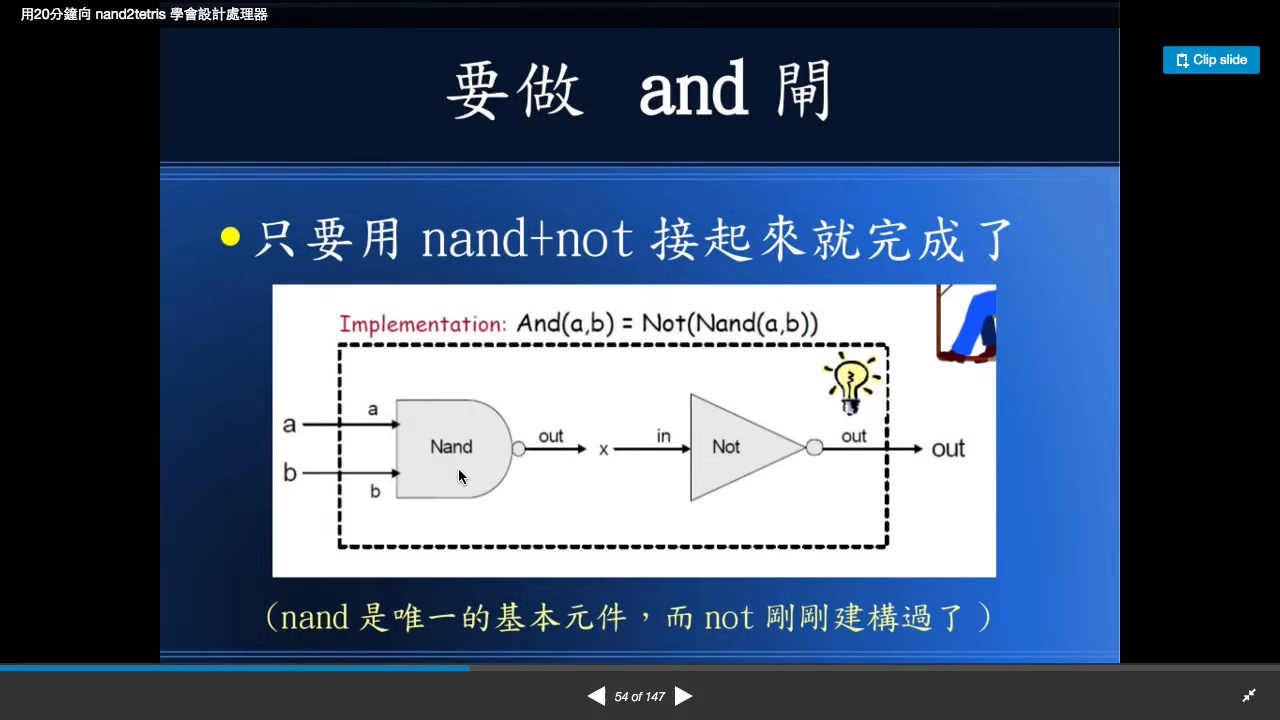 用20分鐘向 nand2tetris 學會設計處理器
Clip slide
要做 and 閘
只要用 nand+not 接起來就完成了
Implementation: And(a,b) = Not(Nand(a,b))
a a Nand out x in Not out out
b b
(nand 是唯一的基本元件，而 not 剛剛建構過了)
54 of 147